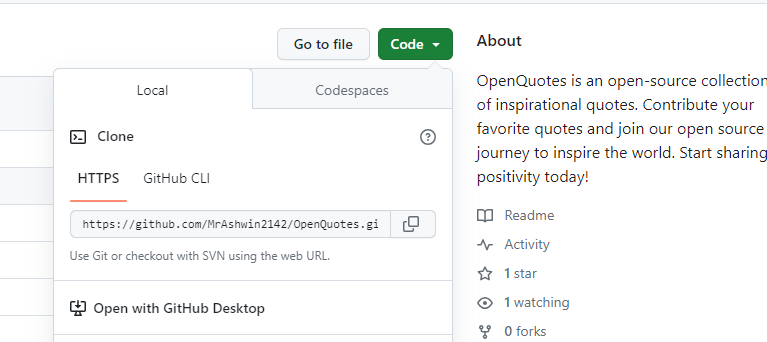 Go to file
Code
About
Local
Codespaces
OpenQuotes is an open-source collection
of inspirational quotes. Contribute your
favorite quotes and join our open source
journey to inspire the world. Start sharing
positivity today!
Clone
HTTPS
GitHub CLI
https://github.com/MrAshwin2142/OpenQuotes.gi
Use Git or checkout with SVN using the web URL.
Open with GitHub Desktop
Readme
Activity
1 star
1 watching
0 forks